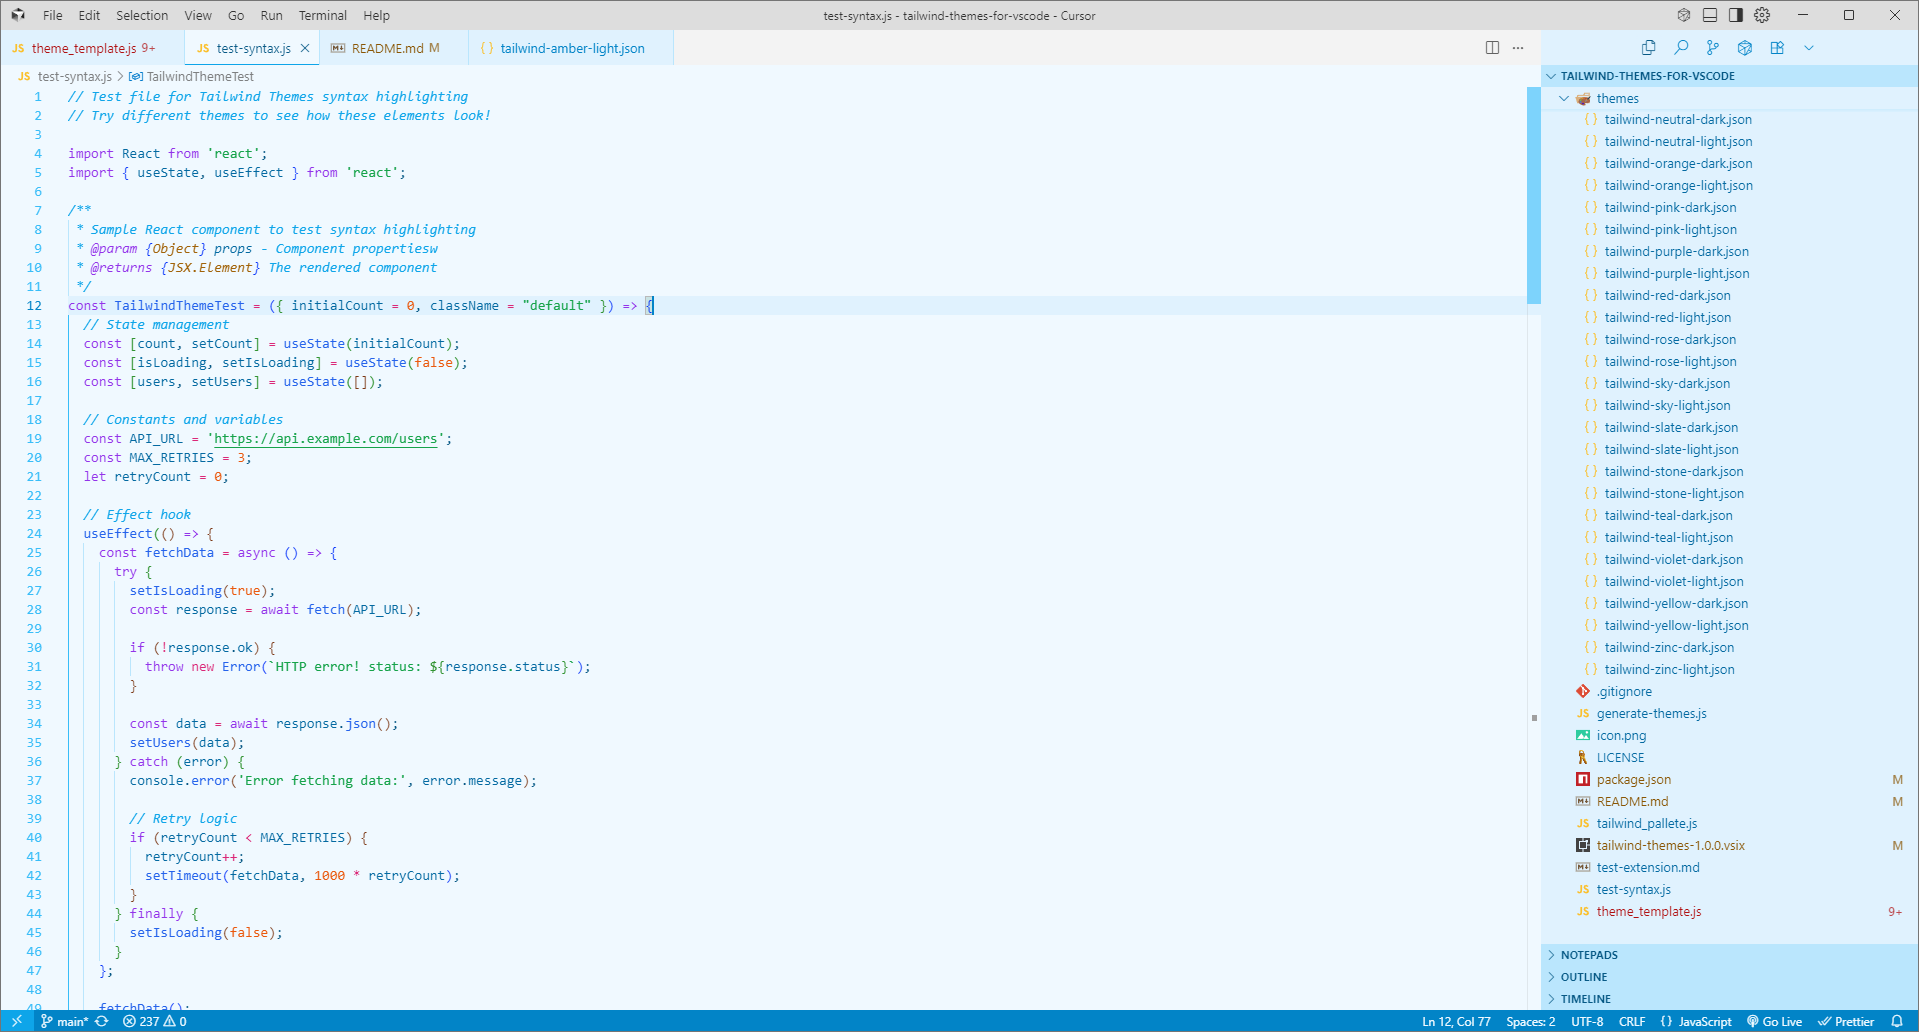 File Edit Selection View Go Run Terminal Help
test-syntax.js - tailwind-themes-for-vscode - Cursor
JS theme_template.js 9+
JS test-syntax.js
README.md M
{} tailwind-amber-light.json
JS test-syntax.js > TailwindThemeTest
1 // Test file for Tailwind Themes syntax highlighting
2 // Try different themes to see how these elements look!
3
4 import React from 'react';
5 import { useState, useEffect } from 'react';
6
7 /**
8 * Sample React component to test syntax highlighting
9 * @param {Object} props - Component propertiesw
10 * @returns {JSX.Element} The rendered component
11 */
12 const TailwindThemeTest = ({ initialCount = 0, className = "default" }) => {
13 // State management
14 const [count, setCount] = useState(initialCount);
15 const [isLoading, setIsLoading] = useState(false);
16 const [users, setUsers] = useState([]);
17
18 // Constants and variables
19 const API_URL = 'https://api.example.com/users';
20 const MAX_RETRIES = 3;
21 let retryCount = 0;
22
23 // Effect hook
24 useEffect(() => {
25 const fetchData = async () => {
26 try {
27 setIsLoading(true);
28 const response = await fetch(API_URL);
29
30 if (!response.ok) {
31 throw new Error(`HTTP error! status: ${response.status}`);
32 }
33
34 const data = await response.json();
35 setUsers(data);
36 } catch (error) {
37 console.error('Error fetching data:', error.message);
38
39 // Retry logic
40 if (retryCount < MAX_RETRIES) {
41 retryCount++;
42 setTimeout(fetchData, 1000 * retryCount);
43 }
44 } finally {
45 setIsLoading(false);
46 }
47 };
48
49 fetchData();
TAILWIND-THEMES-FOR-VSCODE
themes
{} tailwind-neutral-dark.json
{} tailwind-neutral-light.json
{} tailwind-orange-dark.json
{} tailwind-orange-light.json
{} tailwind-pink-dark.json
{} tailwind-pink-light.json
{} tailwind-purple-dark.json
{} tailwind-purple-light.json
{} tailwind-red-dark.json
{} tailwind-red-light.json
{} tailwind-rose-dark.json
{} tailwind-rose-light.json
{} tailwind-sky-dark.json
{} tailwind-sky-light.json
{} tailwind-slate-dark.json
{} tailwind-slate-light.json
{} tailwind-stone-dark.json
{} tailwind-stone-light.json
{} tailwind-teal-dark.json
{} tailwind-teal-light.json
{} tailwind-violet-dark.json
{} tailwind-violet-light.json
{} tailwind-yellow-dark.json
{} tailwind-yellow-light.json
{} tailwind-zinc-dark.json
{} tailwind-zinc-light.json
.gitignore
JS generate-themes.js
icon.png
LICENSE
package.json M
README.md M
JS tailwind_pallete.js
tailwind-themes-1.0.0.vsix M
test-extension.md
JS test-syntax.js
JS theme_template.js 9+
NOTEPADS
OUTLINE
TIMELINE
main* 237 0
Ln 12, Col 77 Spaces: 2 UTF-8 CRLF {} JavaScript Go Live Prettier